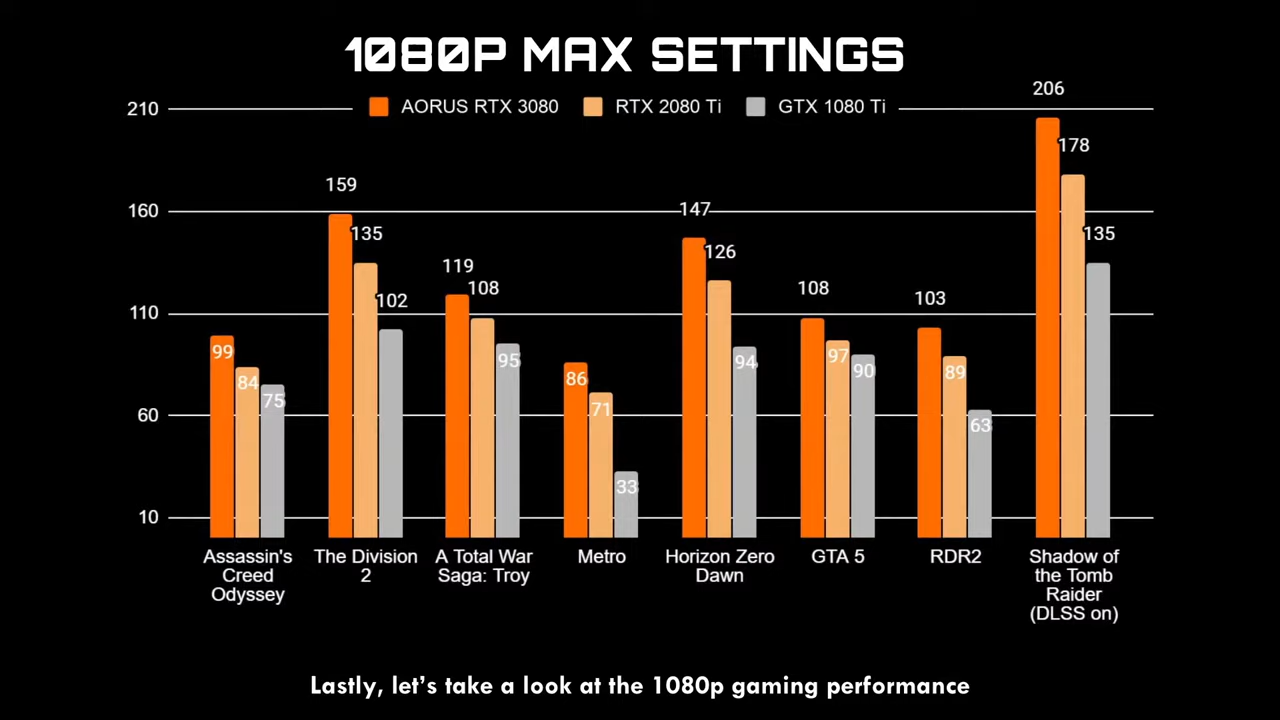 1080P MAX SETTINGS
AORUS RTX 3080 RTX 2080 Ti GTX 1080 Ti
210
160
110
60
10
99 84 75
159 135 102
119 108 95
86 71 33
147 126 94
108 97 90
103 89 63
206 178 135
Assassin's
Creed
Odyssey
The Division
2
A Total War
Saga: Troy
Metro
Horizon Zero
Dawn
GTA 5
RDR2
Shadow of
the Tomb
Raider
(DLSS on)
Lastly, let's take a look at the 1080p gaming performance